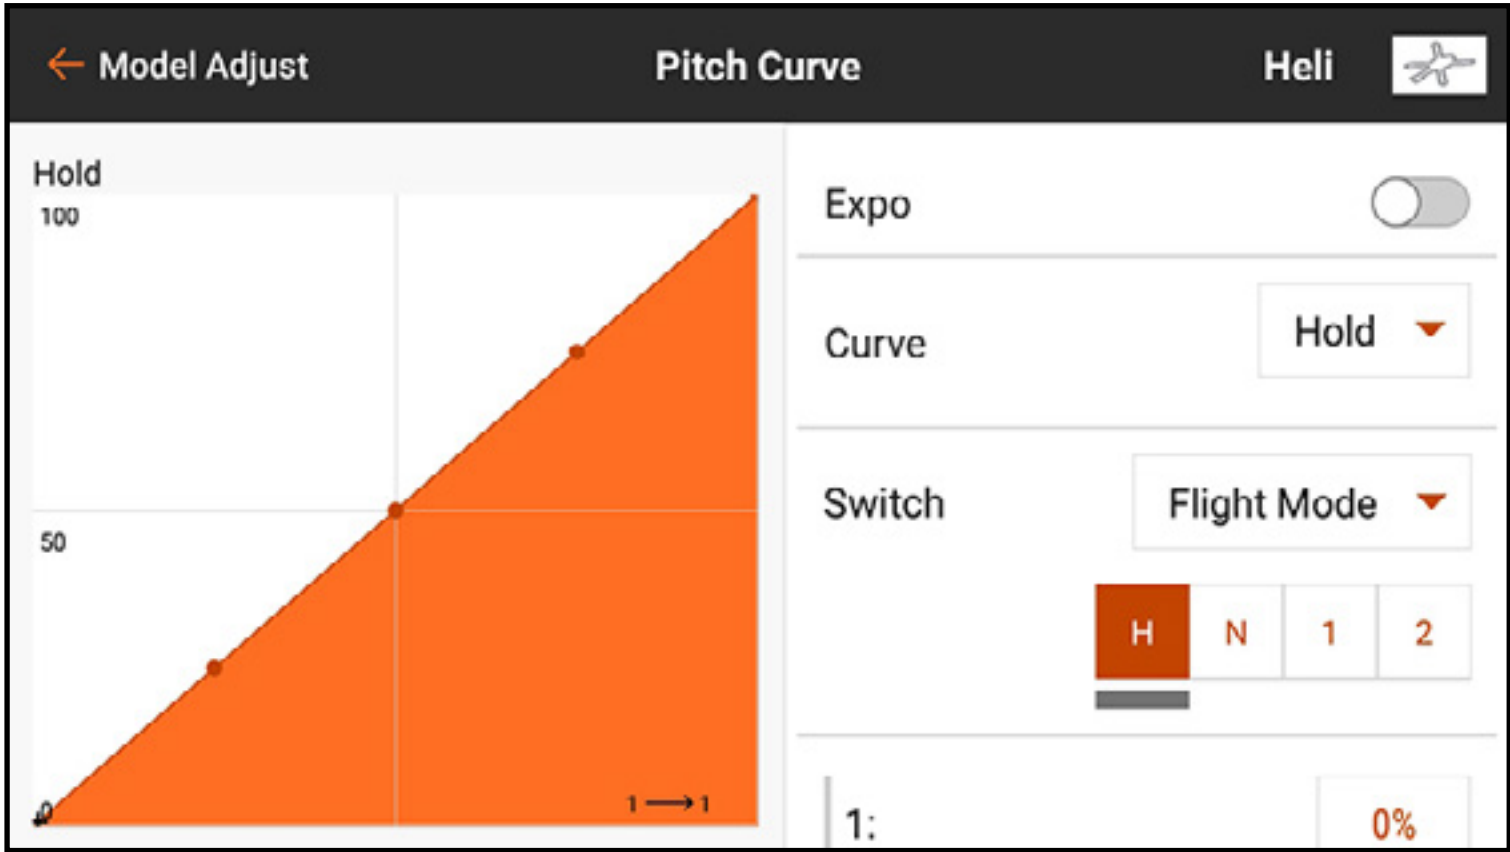 ← Model Adjust Pitch Curve Heli
Hold
100
50
0
1 → 1
Expo
Curve Hold
Switch Flight Mode
H N 1 2
1: 0%